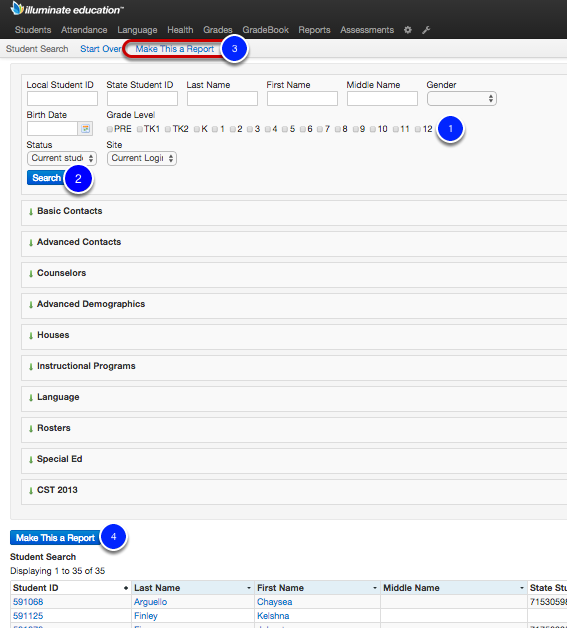 illuminate education™
Students Attendance Language Health Grades GradeBook Reports Assessments
Student Search Start Over Make This a Report 3
Local Student ID State Student ID Last Name First Name Middle Name Gender
Birth Date Grade Level
PRE TK1 TK2 K 1 2 3 4 5 6 7 8 9 10 11 12 1
Status Site
Current stude Current Logi
Search 2
Basic Contacts
Advanced Contacts
Counselors
Advanced Demographics
Houses
Instructional Programs
Language
Rosters
Special Ed
CST 2013
Make This a Report 4
Student Search
Displaying 1 to 35 of 35
Student ID Last Name First Name Middle Name State Stu
591068 Arguello Chaysea 71530598
591125 Finley Keishna